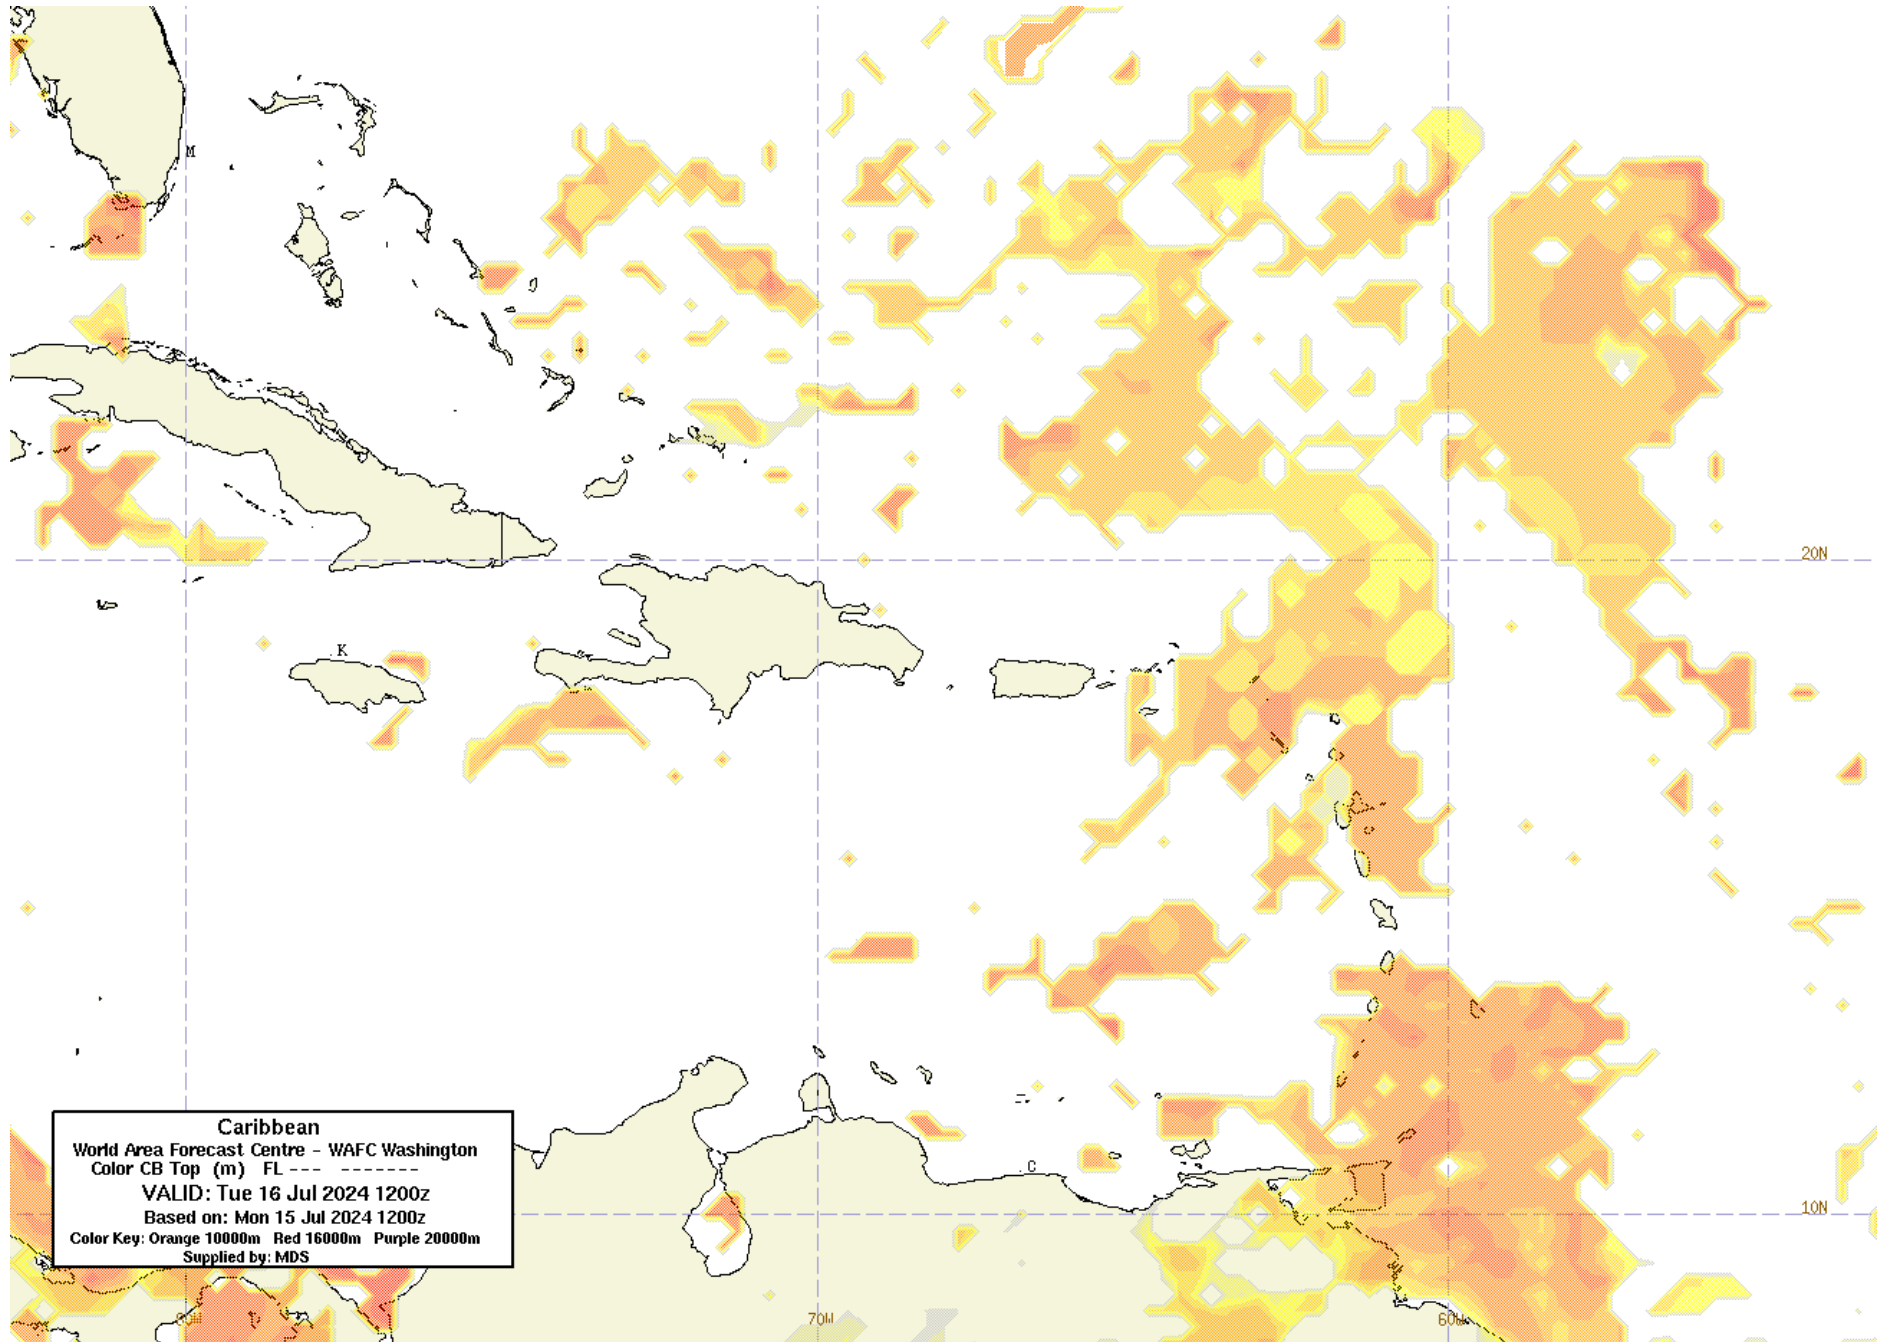 M
20N
K
C
10N
Caribbean
World Area Forecast Centre - WAFC Washington
Color CB Top (m) FL --- -------
VALID: Tue 16 Jul 2024 1200z
Based on: Mon 15 Jul 2024 1200z
Color Key: Orange 10000m Red 16000m Purple 20000m
Supplied by: MDS
80W
70W
60W